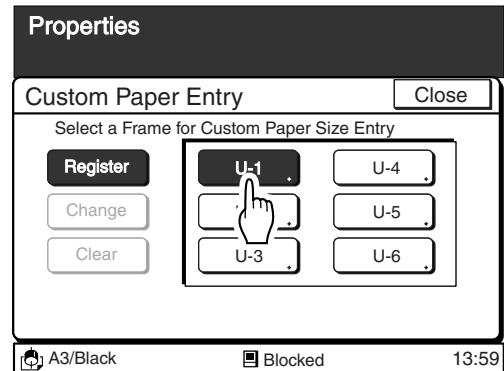 Properties
Custom Paper Entry
Close
Select a Frame for Custom Paper Size Entry
Register
U-1
U-4
Change
U-5
Clear
U-3
U-6
A3/Black
Blocked
13:59